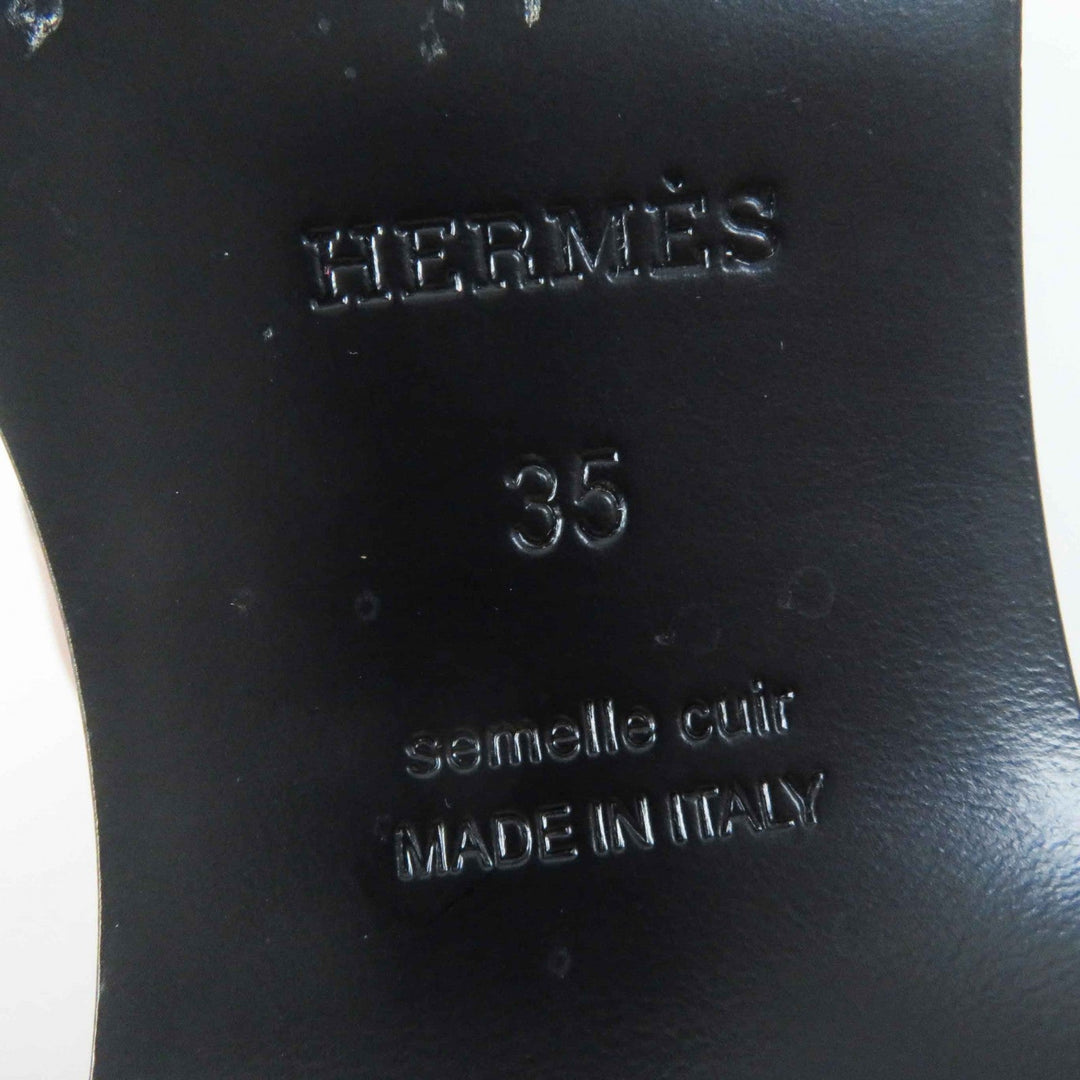 HERMÈS
35
semelle cuir
MADE IN ITALY